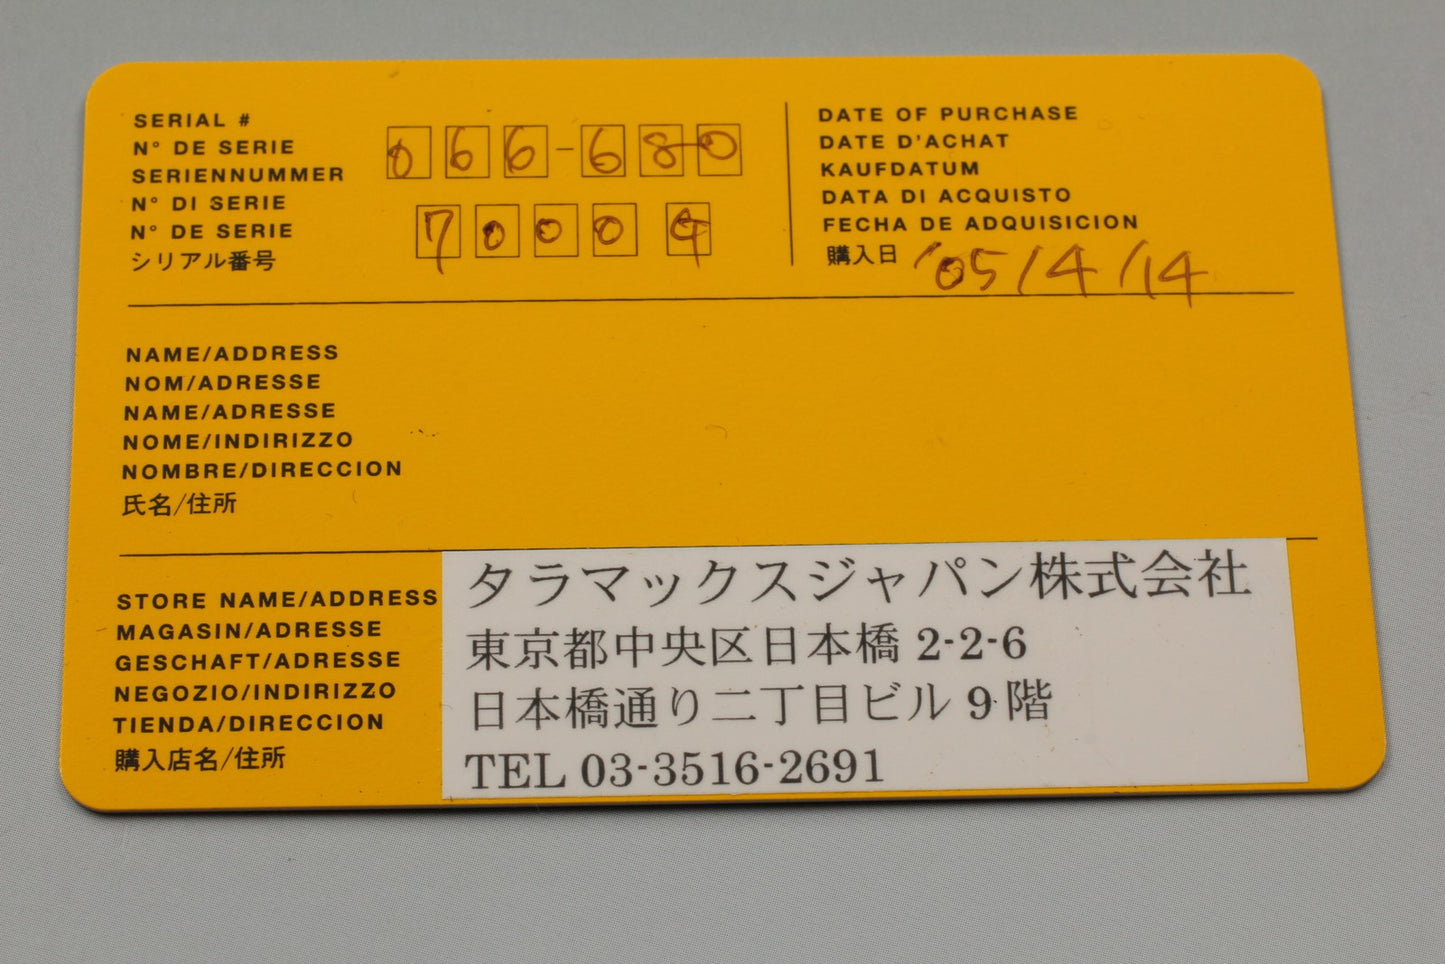 SERIAL #
N° DE SERIE
SERIENNUMMER
N° DI SERIE
N° DE SERIE
シリアル番号
066-680
7000
DATE OF PURCHASE
DATE D'ACHAT
KAUFDATUM
DATA DI ACQUISTO
FECHA DE ADQUISICION
購入日 '05/4/14
NAME/ADDRESS
NOM/ADRESSE
NAME/ADRESSE
NOME/INDIRIZZO
NOMBRE/DIRECCION
氏名/住所
STORE NAME/ADDRESS
MAGASIN/ADRESSE
GESCHAFT/ADRESSE
NEGOZIO/INDIRIZZO
TIENDA/DIRECCION
購入店名/住所
タラマックスジャパン株式会社
東京都中央区日本橋 2-2-6
日本橋通り二丁目ビル 9 階
TEL 03-3516-2691